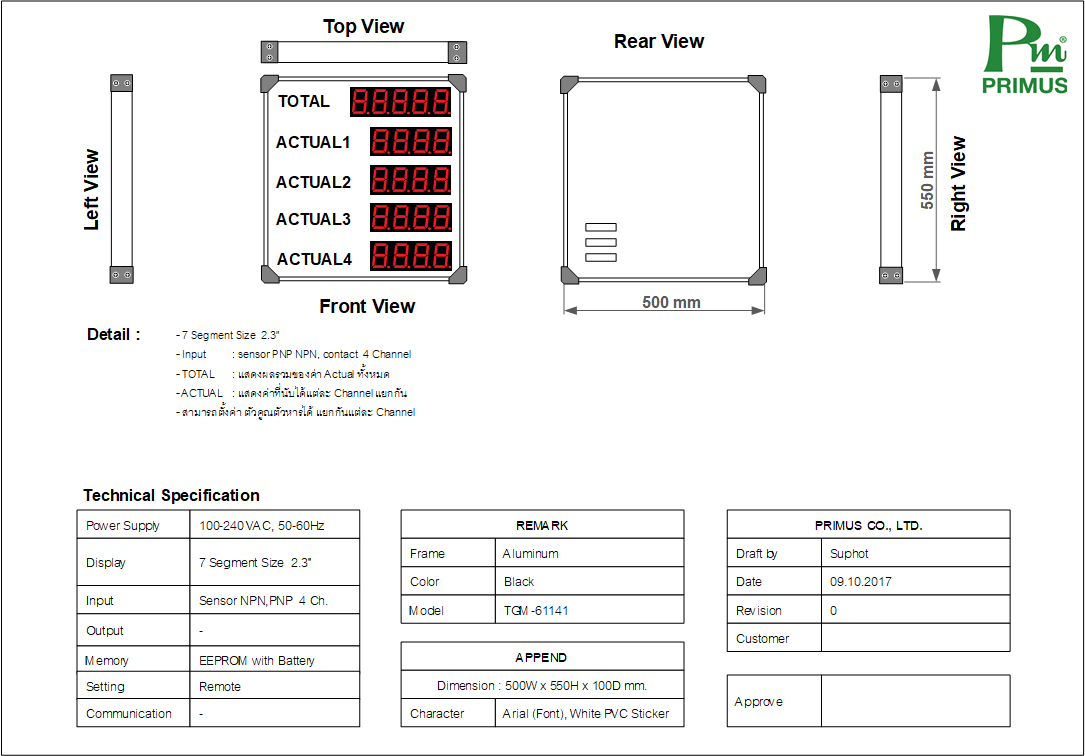 Top View
Rear View
Pm®
PRIMUS
TOTAL 8.8.8.8.8.
ACTUAL1 8.8.8.8.
ACTUAL2 8.8.8.8.
ACTUAL3 8.8.8.8.
ACTUAL4 8.8.8.8.
Left View
550 mm
Right View
500 mm
Front View
Detail :
- 7 Segment Size 2.3"
- Input : sensor PNP NPN, contact 4 Channel
- TOTAL : แสดงผลรวมของค่า Actual ทั้งหมด
- ACTUAL : แสดงค่าที่นับได้แต่ละ Channel แยกกัน
- สามารถตั้งค่า ตัวคูณตัวหารได้ แยกกันแต่ละ Channel
Technical Specification
Power Supply 100-240 VAC, 50-60Hz
Display 7 Segment Size 2.3"
Input Sensor NPN,PNP 4 Ch.
Output -
Memory EEPROM with Battery
Setting Remote
Communication -
REMARK
Frame Aluminum
Color Black
Model TGM-61141
APPEND
Dimension : 500W x 550H x 100D mm.
Character Arial (Font), White PVC Sticker
PRIMUS CO., LTD.
Draft by Suphot
Date 09.10.2017
Revision 0
Customer
Approve